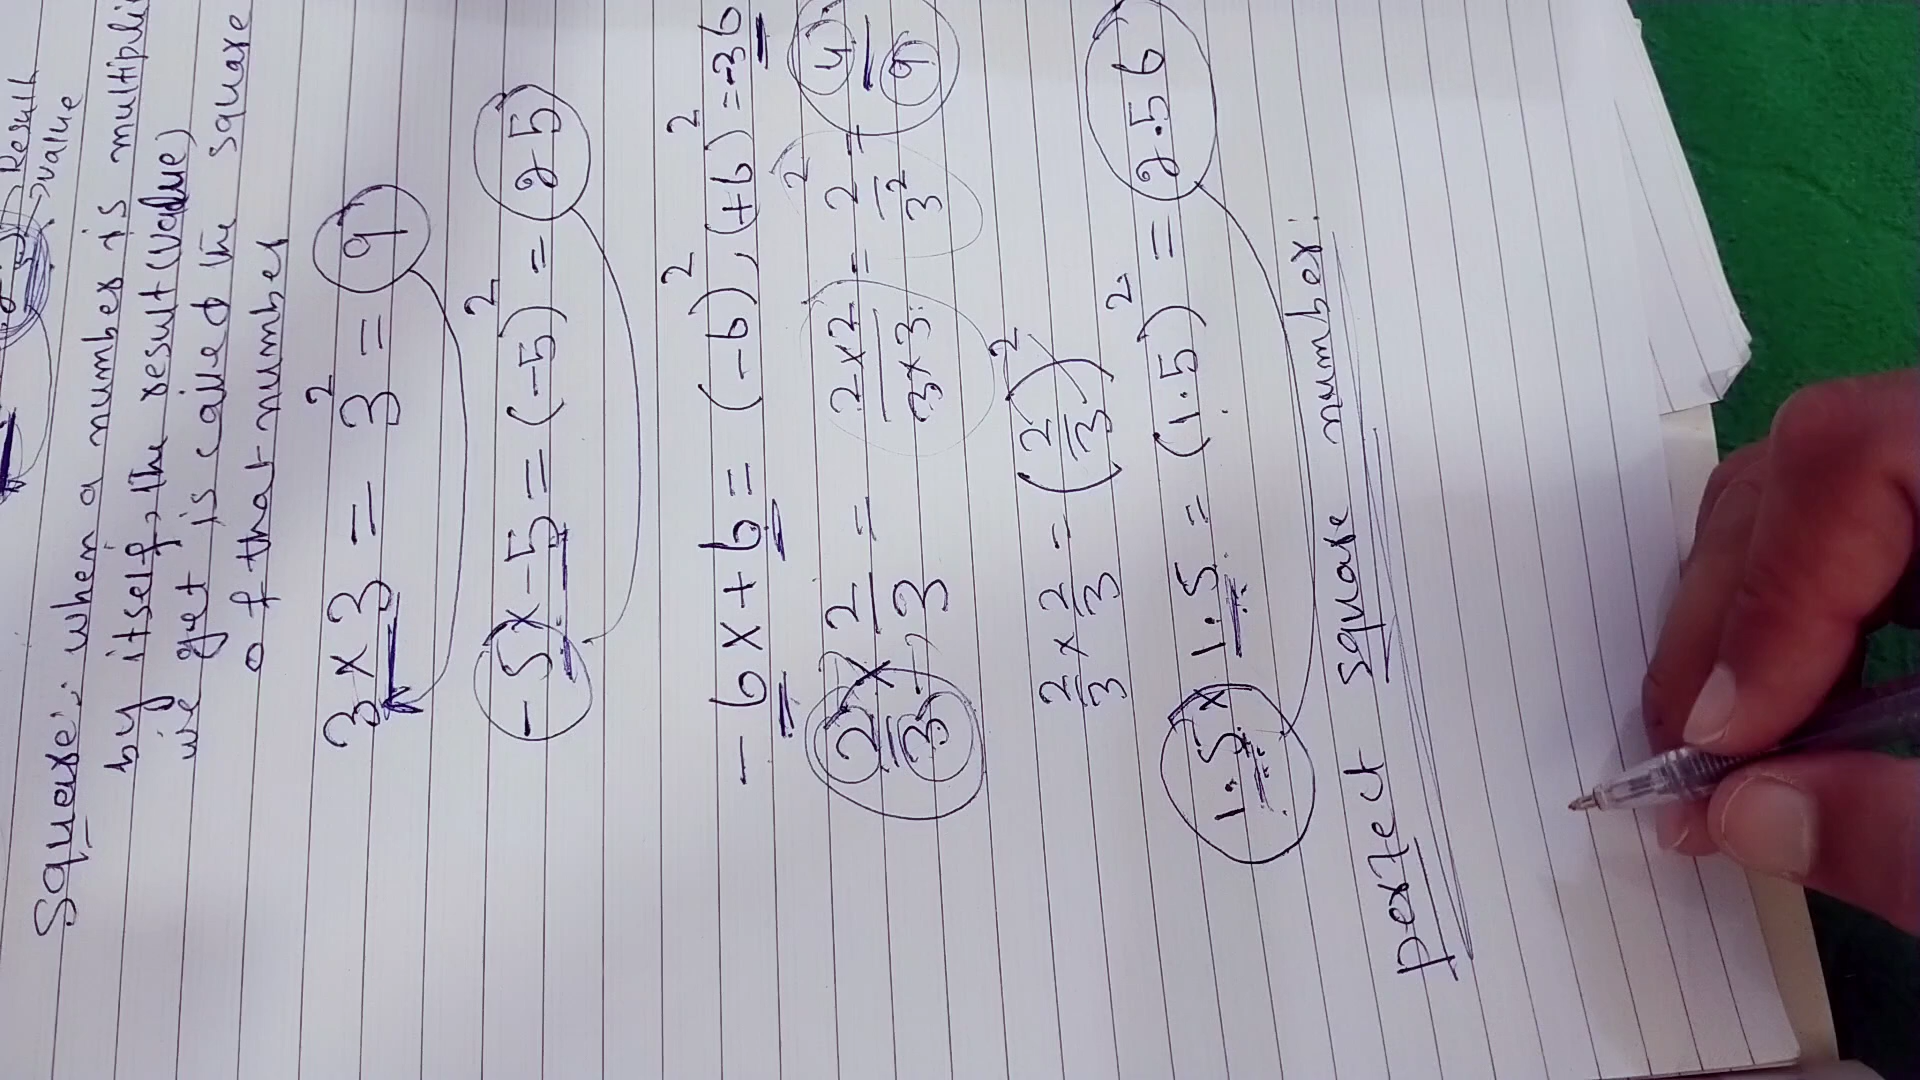 Result
→ value
Square: when a number is multipli
by itself, the result (value)
we get is called the square
of that number
3 × 3 = 3² = 9
-5 × -5 = (-5)² = 25
-6 × +6 = (-6)², (+6)² = -36
2/3 × 2/3 = 2×2/3×3 = 2²/3² = 4/9
2/3 × 2/3 = (2/3)²
1.5 × 1.5 = (1.5)² = 2.56
perfect square number: